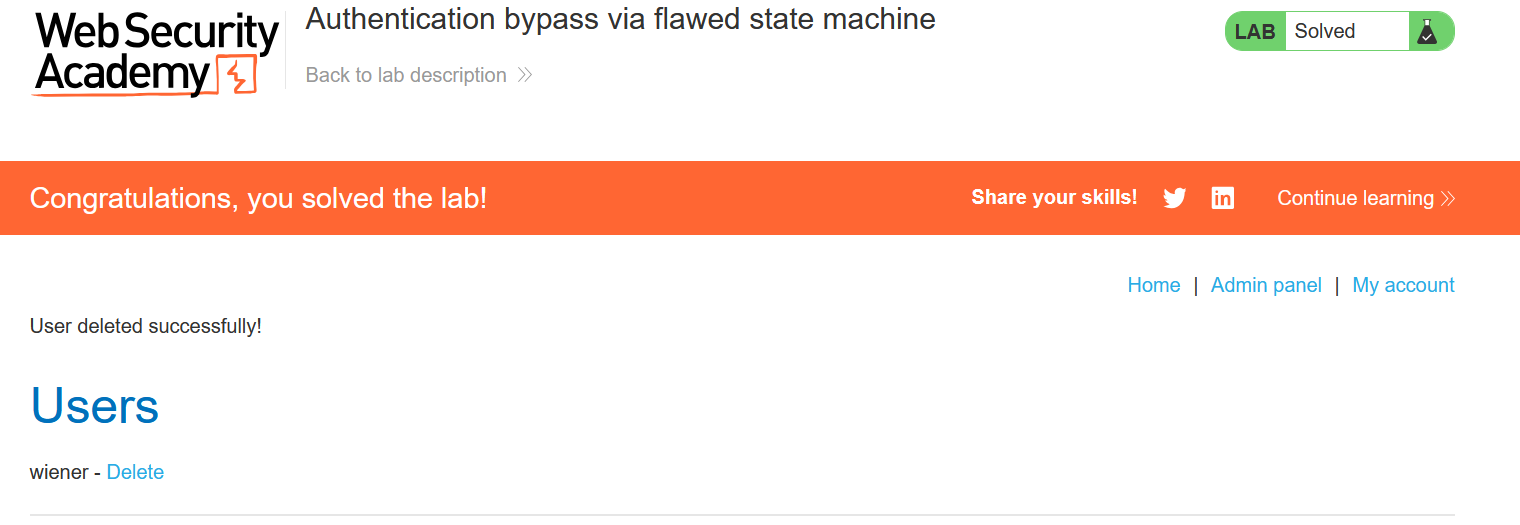 Web Security
Academy
Authentication bypass via flawed state machine
Back to lab description
LAB Solved
Congratulations, you solved the lab!
Share your skills!
Continue learning
Home | Admin panel | My account
User deleted successfully!
Users
wiener - Delete